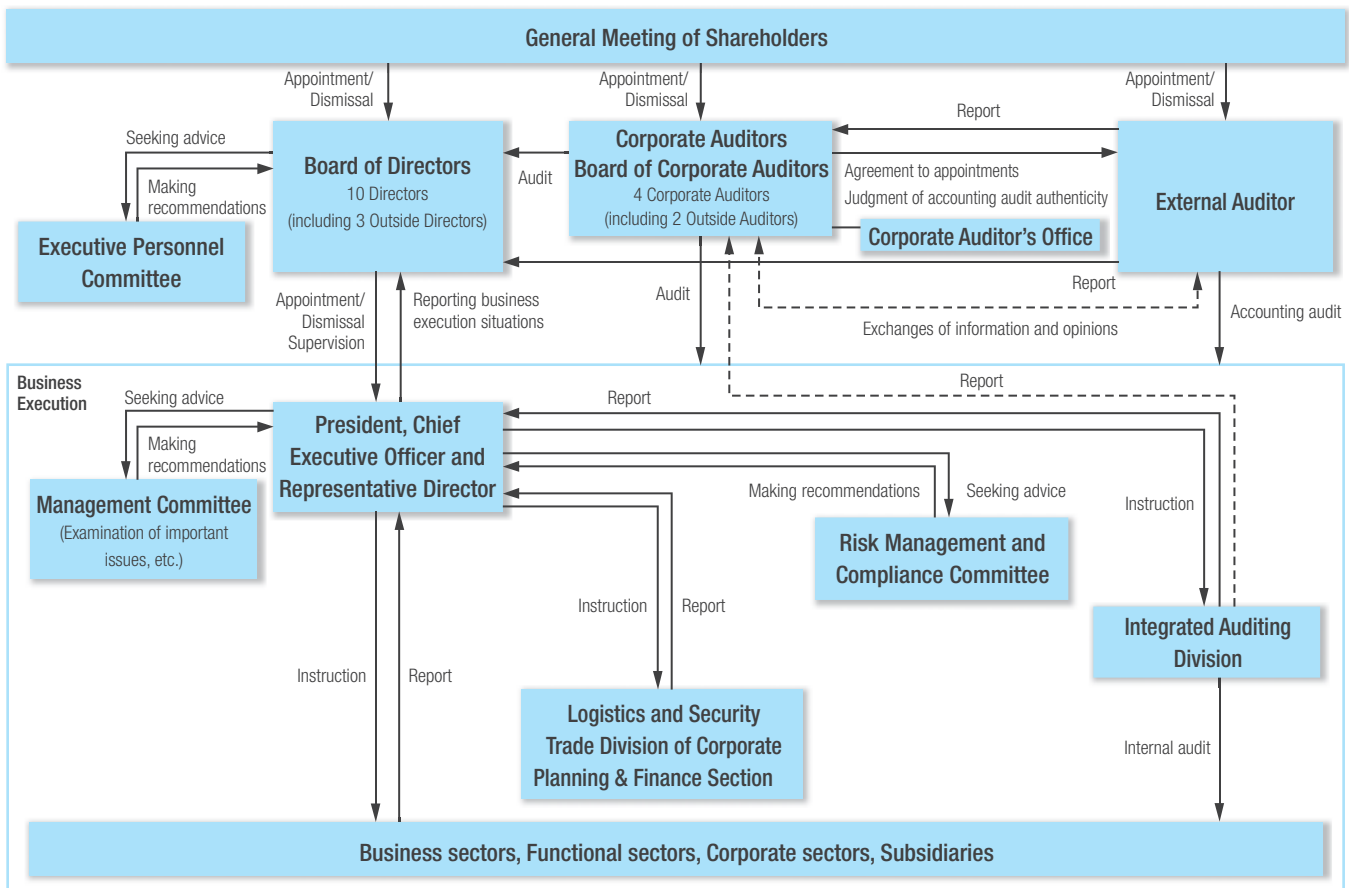 General Meeting of Shareholders
Appointment/
Dismissal
Appointment/
Dismissal
Appointment/
Dismissal
Seeking advice
Making
recommendations
Executive Personnel
Committee
Board of Directors
10 Directors
(including 3 Outside Directors)
Audit
Corporate Auditors
Board of Corporate Auditors
4 Corporate Auditors
(including 2 Outside Auditors)
Report
Agreement to appointments
Judgment of accounting audit authenticity
Corporate Auditor's Office
External Auditor
Report
Appointment/
Dismissal
Supervision
Reporting business
execution situations
Audit
Exchanges of information and opinions
Accounting audit
Business
Execution
Seeking advice
Making
recommendations
Management Committee
(Examination of important
issues, etc.)
President, Chief
Executive Officer and
Representative Director
Report
Report
Making recommendations
Seeking advice
Instruction
Risk Management and
Compliance Committee
Instruction
Report
Integrated Auditing
Division
Instruction
Report
Logistics and Security
Trade Division of Corporate
Planning & Finance Section
Internal audit
Business sectors, Functional sectors, Corporate sectors, Subsidiaries